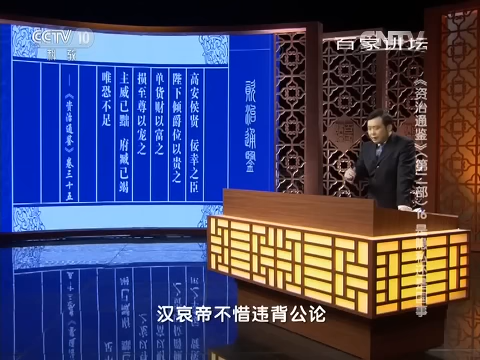 CCTV 10
科教
百家讲坛
CNTV
资治通鉴
高安侯贤 佞幸之臣
陛下倾爵位以贵之
单货财以富之
损至尊以宠之
主威已黜 府臧已竭
唯恐不足
——《资治通鉴》卷三十五
《资治通鉴》(第二部) 16
汉哀帝不惜违背公论